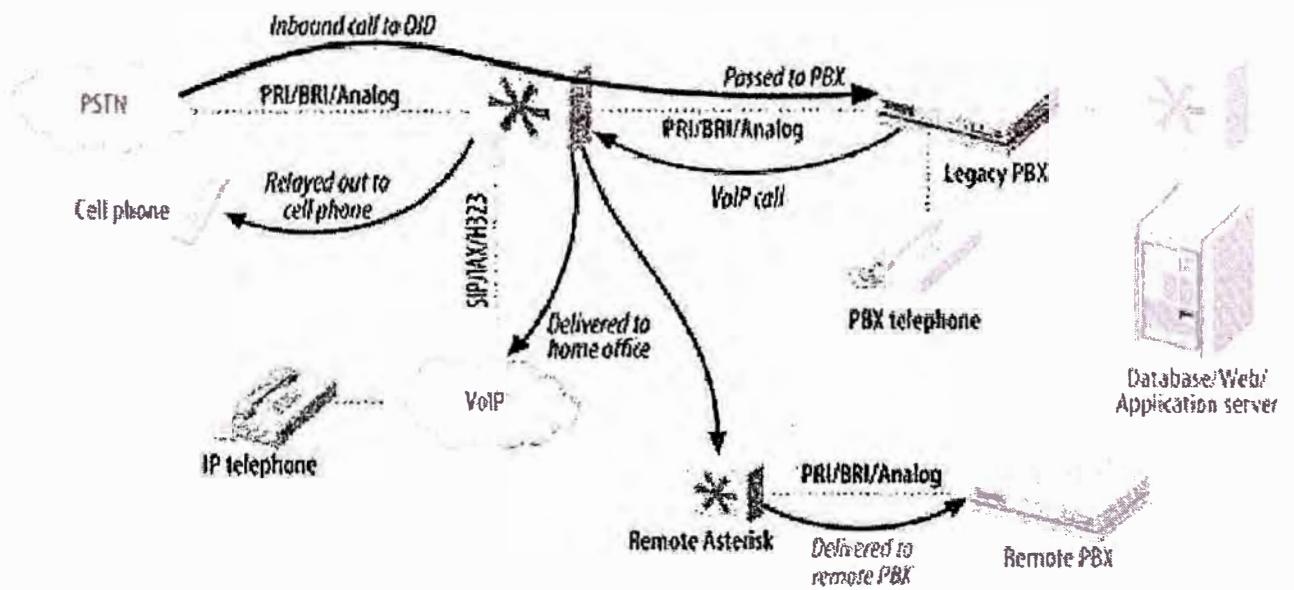 Inbound call to DID
PSTN
PRI/BRI/Analog
Passed to PBX
PRI/BRI/Analog
Legacy PBX
Cell phone
Relayed out to
cell phone
VoIP call
SIP/IAX/H323
PBX telephone
Delivered to
home office
VoIP
IP telephone
Database/Web/
Application server
PRI/BRI/Analog
Remote Asterisk
Delivered to
remote PBX
Remote PBX